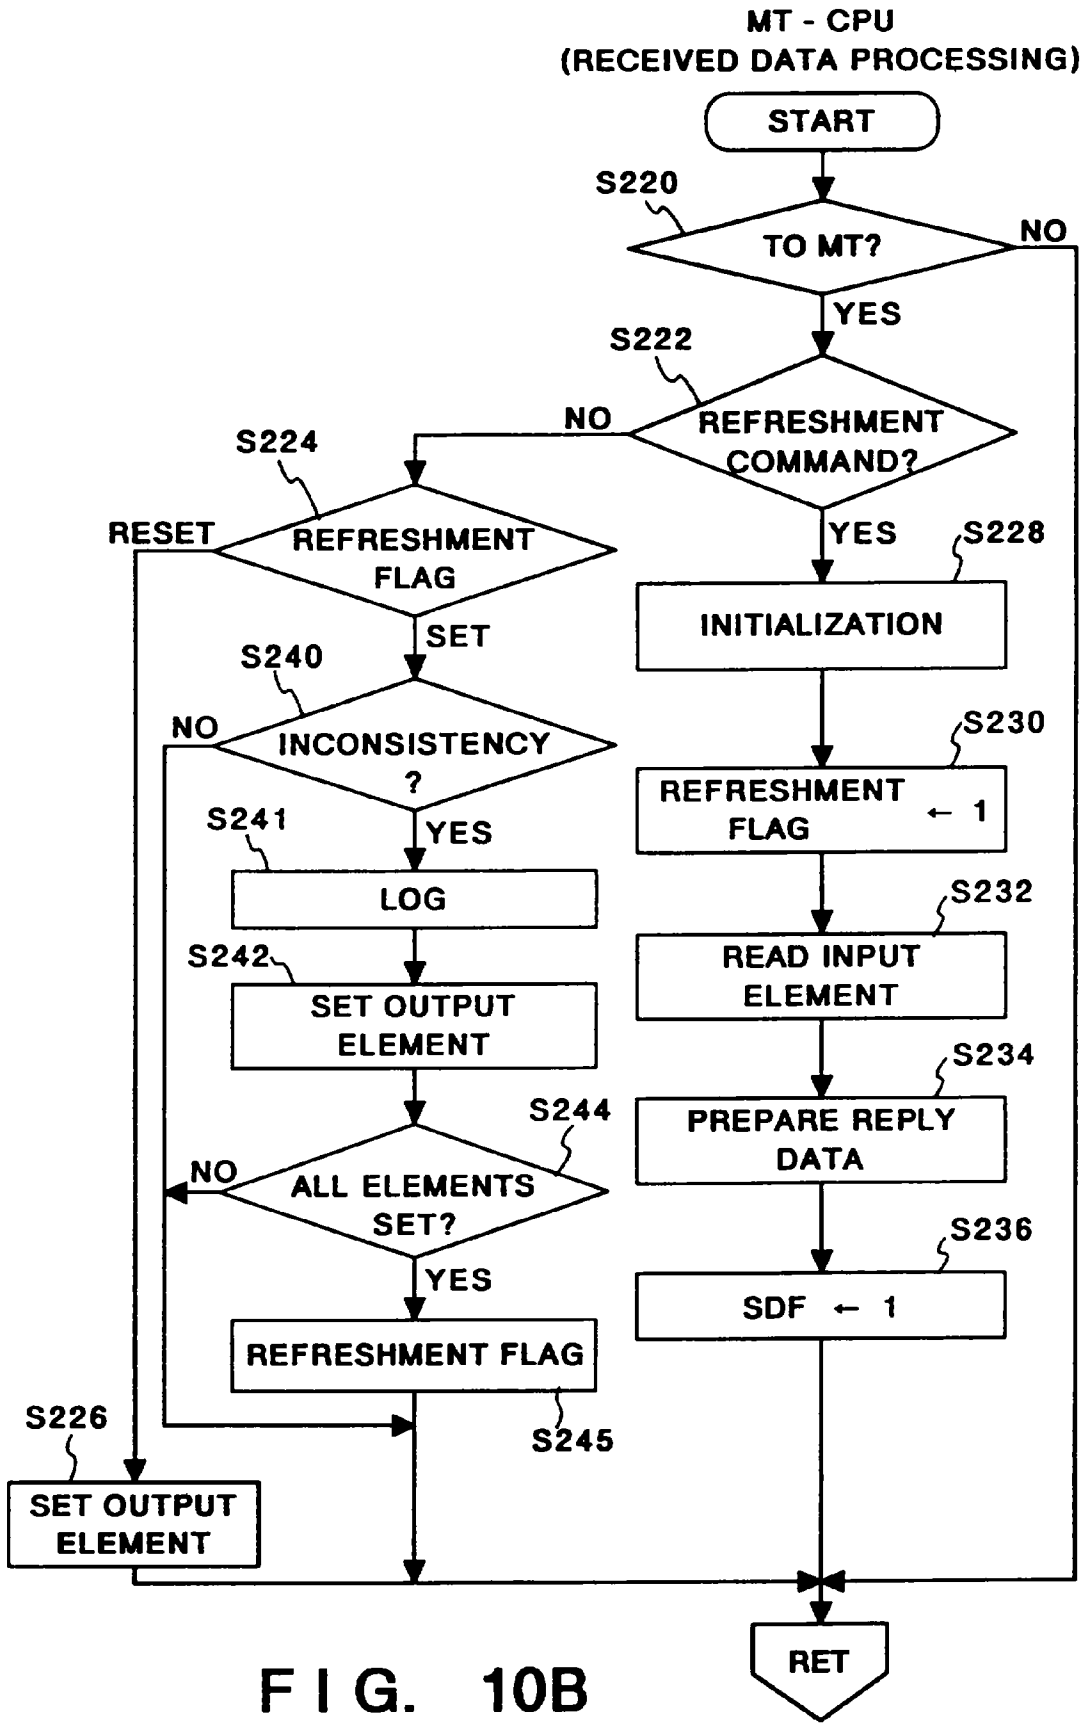 MT - CPU
(RECEIVED DATA PROCESSING)
START
S220
TO MT?
NO
YES
S222
REFRESHMENT
COMMAND?
NO
YES
S224
REFRESHMENT
FLAG
RESET
SET
S228
INITIALIZATION
S240
INCONSISTENCY
?
NO
YES
S230
REFRESHMENT
FLAG ← 1
S241
LOG
S232
READ INPUT
ELEMENT
S242
SET OUTPUT
ELEMENT
S234
PREPARE REPLY
DATA
S244
ALL ELEMENTS
SET?
NO
YES
S236
SDF ← 1
REFRESHMENT FLAG
S245
S226
SET OUTPUT
ELEMENT
RET
FIG. 10B